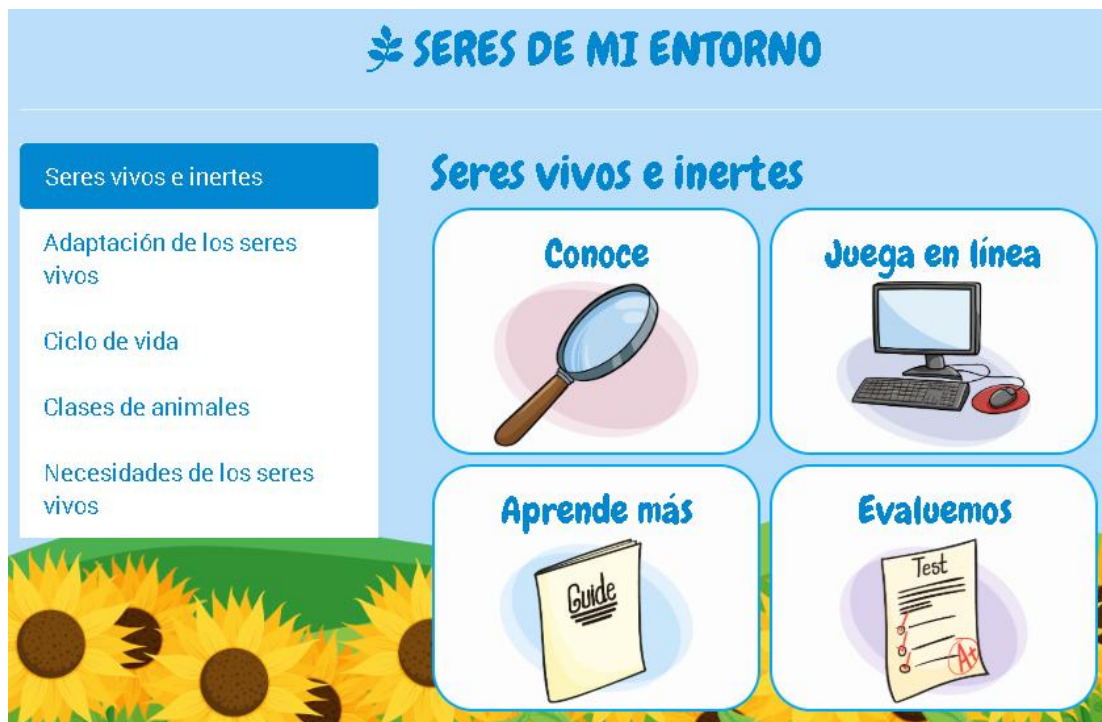 SERES DE MI ENTORNO
Seres vivos e inertes
Adaptación de los seres
vivos
Ciclo de vida
Clases de animales
Necesidades de los seres
vivos
Seres vivos e inertes
Conoce
Juega en línea
Aprende más
Guide
Evaluemos
Test
A+